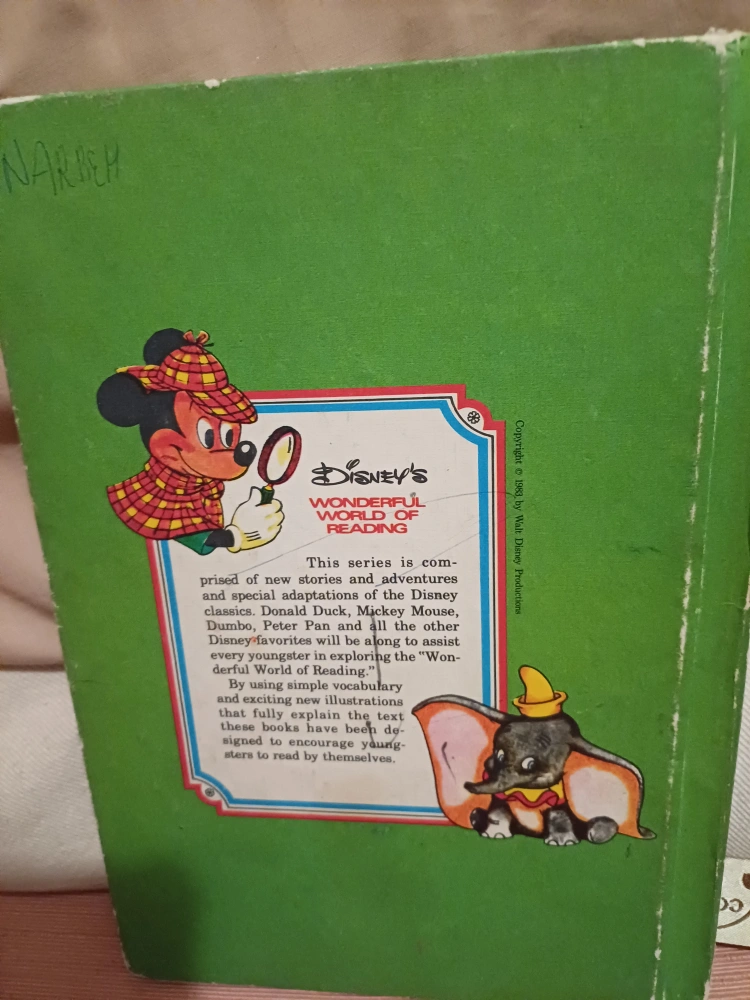 NARBEH
DISNEY'S
WONDERFUL
WORLD OF
READING
This series is com-
prised of new stories and adventures
and special adaptations of the Disney
classics. Donald Duck, Mickey Mouse,
Dumbo, Peter Pan and all the other
Disney favorites will be along to assist
every youngster in exploring the "Won-
derful World of Reading."
By using simple vocabulary
and exciting new illustrations
that fully explain the text
these books have been de-
signed to encourage young-
sters to read by themselves.
Copyright © 1983 by Walt Disney Productions